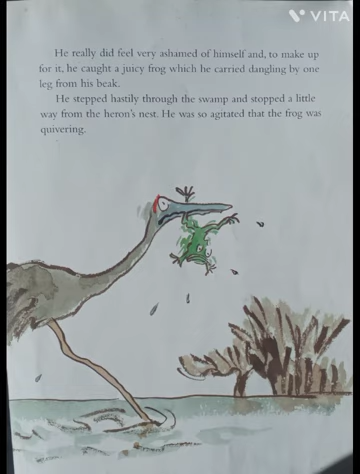 VITA
He really did feel very ashamed of himself and, to make up
for it, he caught a juicy frog which he carried dangling by one
leg from his beak.
He stepped hastily through the swamp and stopped a little
way from the heron's nest. He was so agitated that the frog was
quivering.